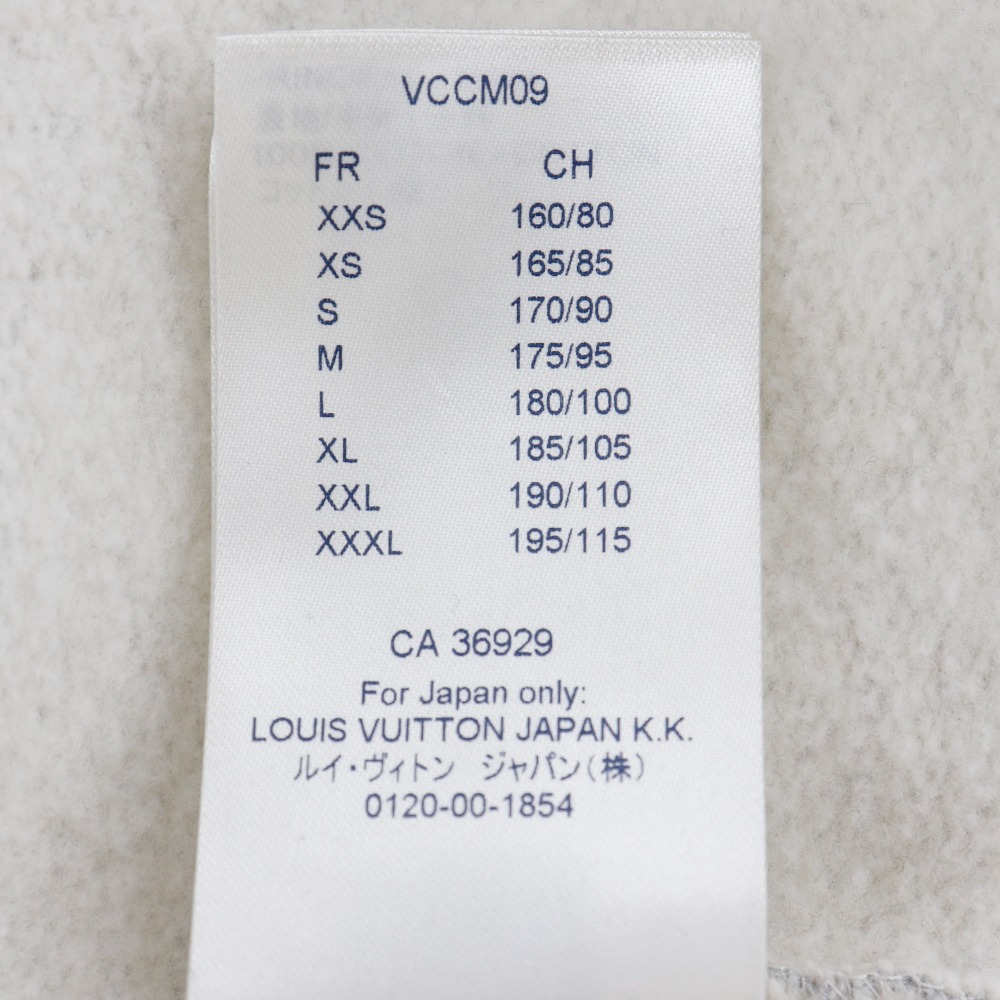 VCCM09
FR CH
XXS 160/80
XS 165/85
S 170/90
M 175/95
L 180/100
XL 185/105
XXL 190/110
XXXL 195/115
CA 36929
For Japan only:
LOUIS VUITTON JAPAN K.K.
ルイ・ヴィトン ジャパン(株)
0120-00-1854